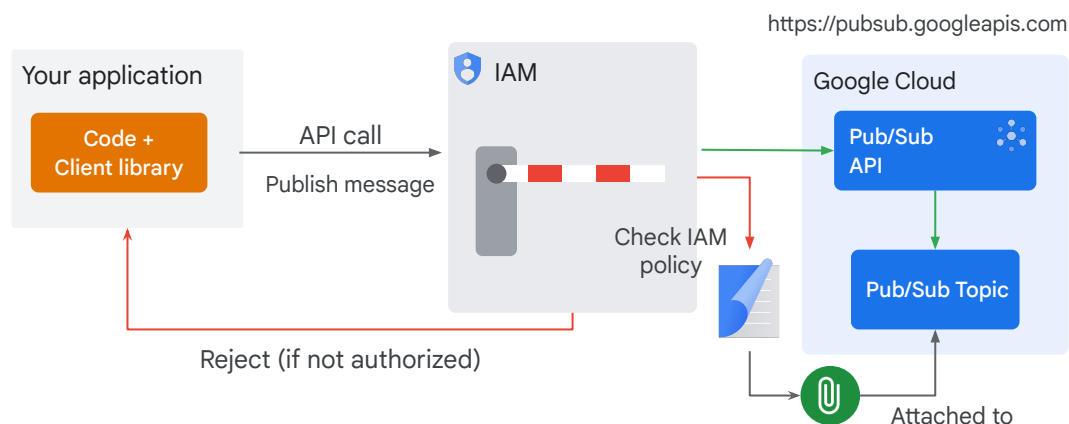 https://pubsub.googleapis.com
Your application
IAM
Google Cloud
Code +
Client library
API call
Publish message
Pub/Sub
API
Check IAM
policy
Pub/Sub Topic
Reject (if not authorized)
Attached to